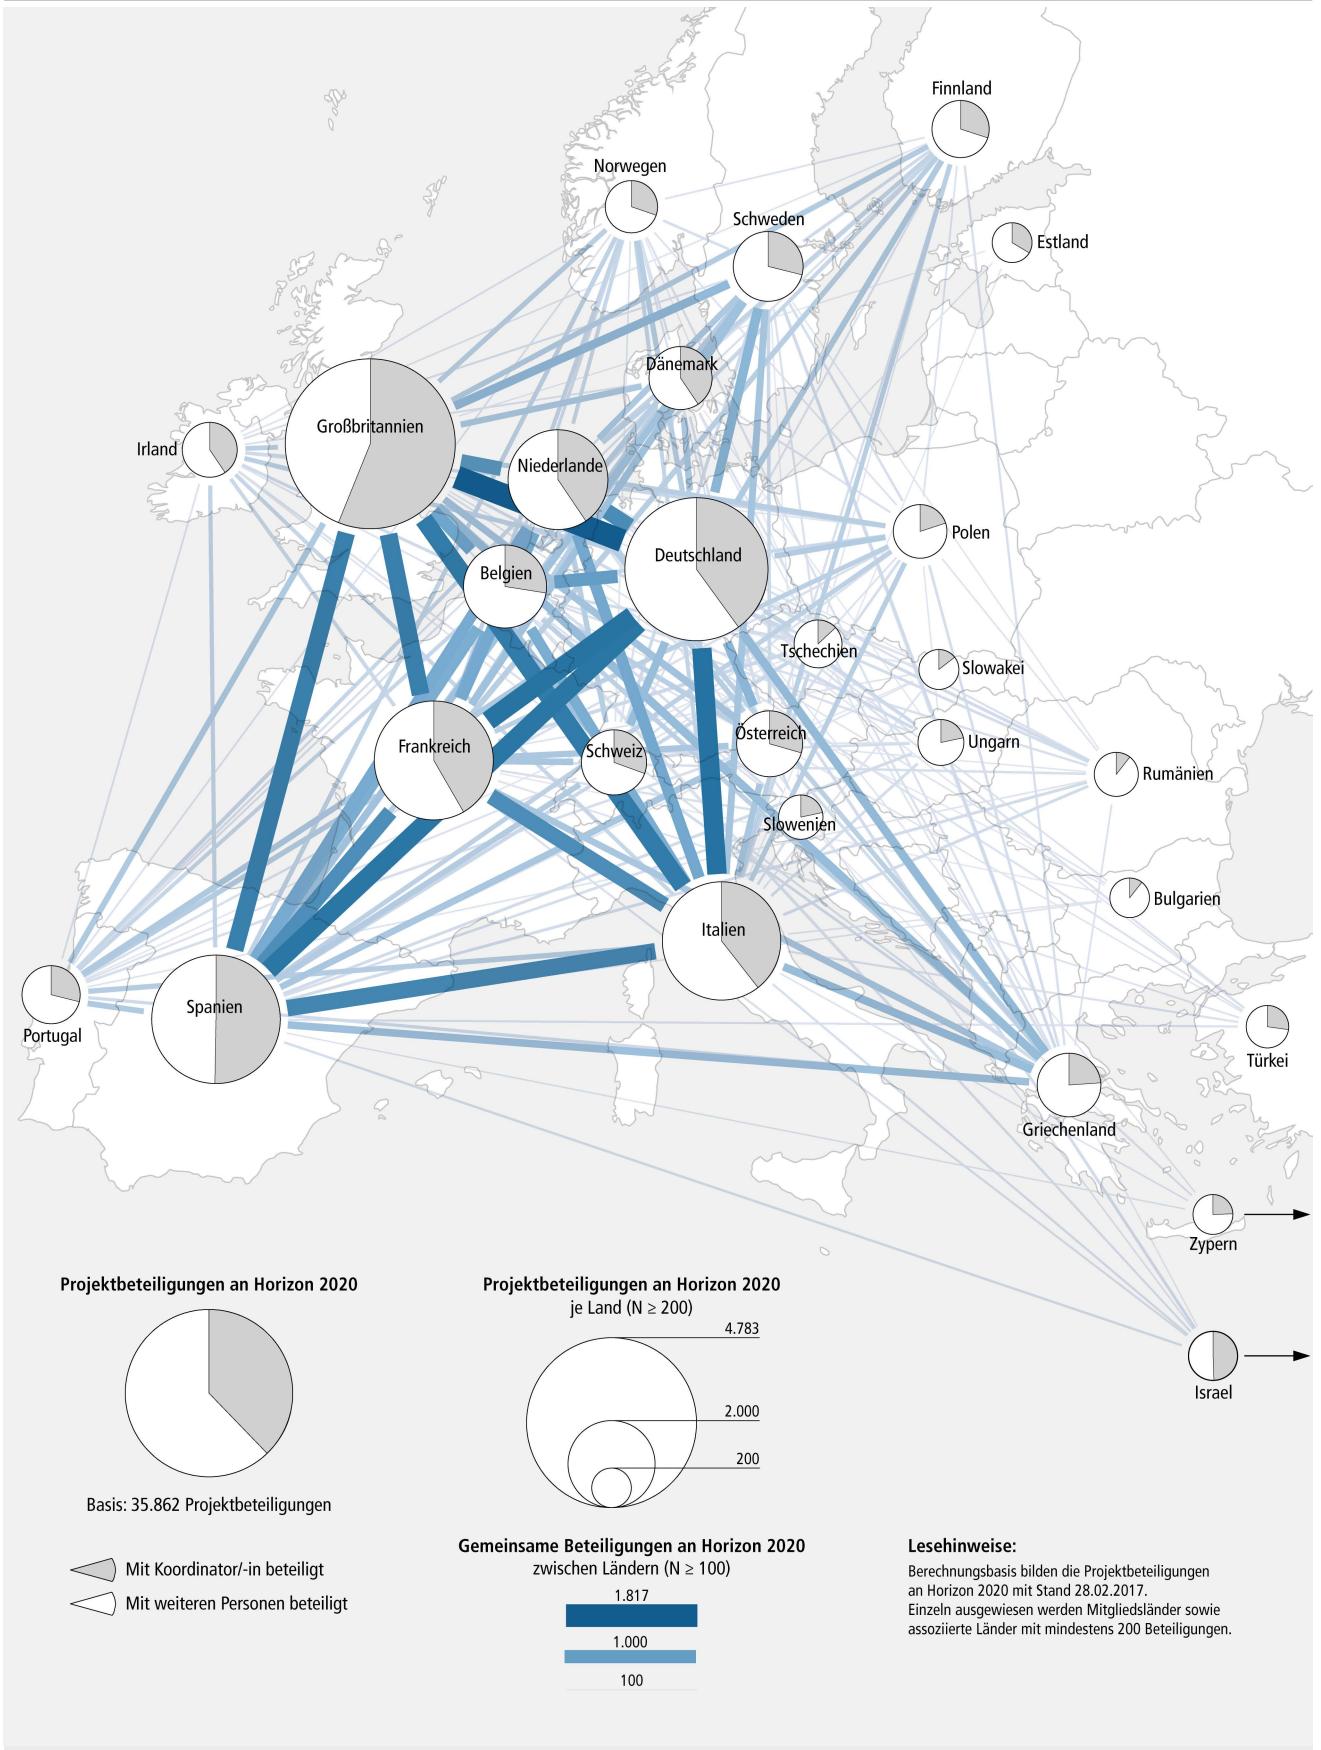 Finnland
Norwegen
Schweden
Estland
Dänemark
Großbritannien
Irland
Niederlande
Polen
Deutschland
Belgien
Tschechien
Slowakei
Österreich
Ungarn
Frankreich
Schweiz
Rumänien
Slowenien
Bulgarien
Italien
Spanien
Portugal
Türkei
Griechenland
Zypern
Israel
Projektbeteiligungen an Horizon 2020
Basis: 35.862 Projektbeteiligungen
Mit Koordinator/-in beteiligt
Mit weiteren Personen beteiligt
Projektbeteiligungen an Horizon 2020
je Land (N ≥ 200)
4.783
2.000
200
Gemeinsame Beteiligungen an Horizon 2020
zwischen Ländern (N ≥ 100)
1.817
1.000
100
Lesehinweise:
Berechnungsbasis bilden die Projektbeteiligungen
an Horizon 2020 mit Stand 28.02.2017.
Einzeln ausgewiesen werden Mitgliedsländer sowie
assoziierte Länder mit mindestens 200 Beteiligungen.